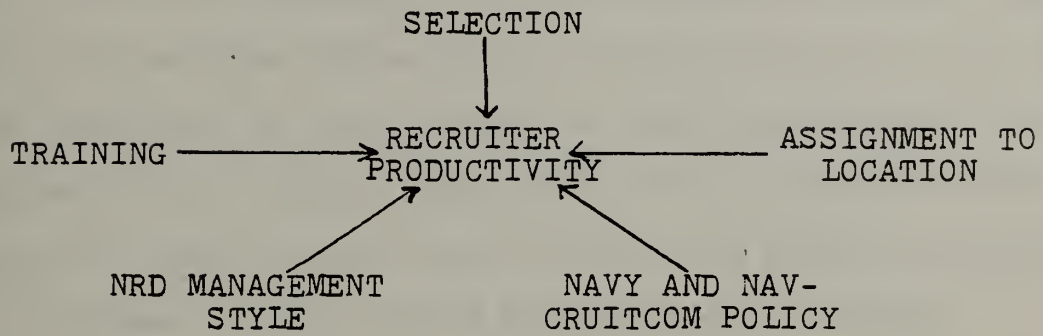 SELECTION
RECRUITER
PRODUCTIVITY
TRAINING
ASSIGNMENT TO
LOCATION
NRD MANAGEMENT
STYLE
NAVY AND NAV-
CRUITCOM POLICY